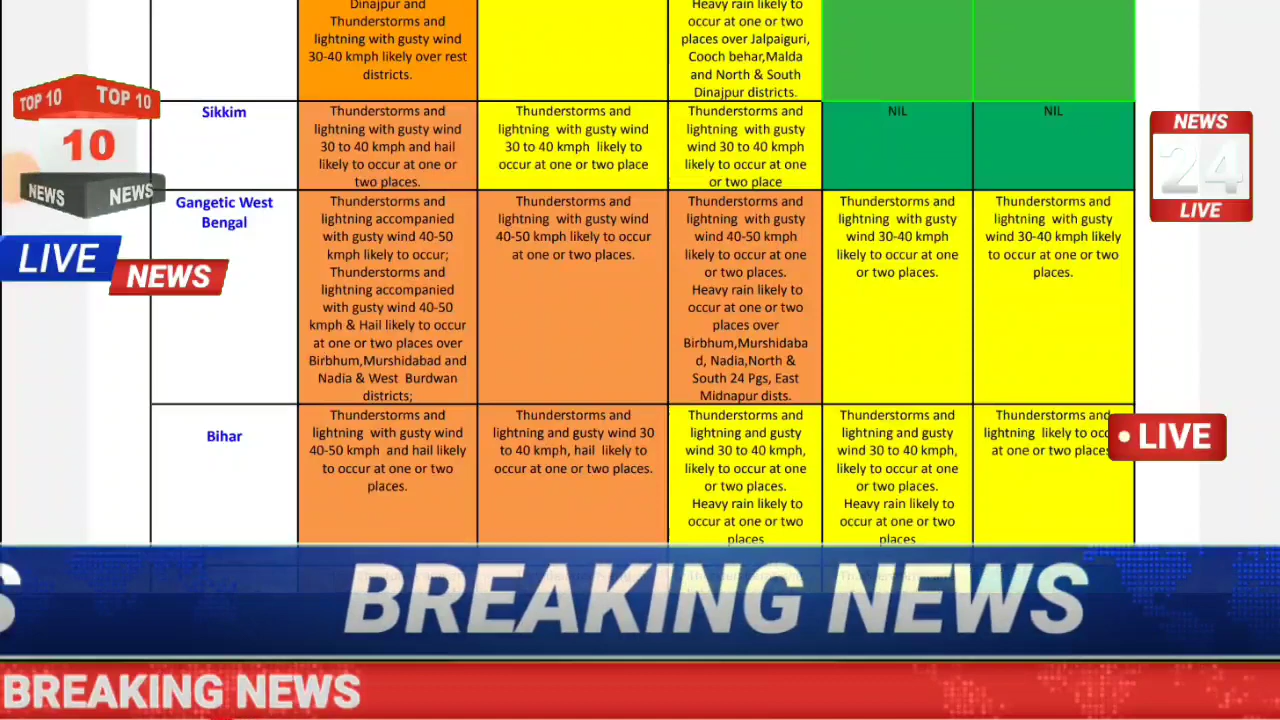 Dinajpur and
Thunderstorms and
lightning with gusty wind
30-40 kmph likely over rest
districts.
Heavy rain likely to
occur at one or two
places over Jalpaiguri,
Cooch behar,Malda
and North & South
Dinajpur districts.
TOP 10 TOP 10
10
NEWS NEWS
LIVE
NEWS
Sikkim
Thunderstorms and
lightning with gusty wind
30 to 40 kmph and hail
likely to occur at one or
two places.
Thunderstorms and
lightning with gusty wind
30 to 40 kmph likely to
occur at one or two place
Thunderstorms and
lightning with gusty
wind 30 to 40 kmph
likely to occur at one
or two place
NIL
NIL
NEWS
24
LIVE
Gangetic West
Bengal
Thunderstorms and
lightning accompanied
with gusty wind 40-50
kmph likely to occur;
Thunderstorms and
lightning accompanied
with gusty wind 40-50
kmph & Hail likely to occur
at one or two places over
Birbhum,Murshidabad and
Nadia & West Burdwan
districts;
Thunderstorms and
lightning with gusty wind
40-50 kmph likely to occur
at one or two places.
Thunderstorms and
lightning with gusty
wind 40-50 kmph
likely to occur at one
or two places.
Heavy rain likely to
occur at one or two
places over
Birbhum,Murshidaba
d, Nadia,North &
South 24 Pgs, East
Midnapur dists.
Thunderstorms and
lightning with gusty
wind 30-40 kmph
likely to occur at one
or two places.
Thunderstorms and
lightning with gusty
wind 30-40 kmph likely
to occur at one or two
places.
Bihar
Thunderstorms and
lightning with gusty wind
40-50 kmph and hail likely
to occur at one or two
places.
Thunderstorms and
lightning and gusty wind 30
to 40 kmph, hail likely to
occur at one or two places.
Thunderstorms and
lightning and gusty
wind 30 to 40 kmph,
likely to occur at one
or two places.
Heavy rain likely to
occur at one or two
places
Thunderstorms and
lightning and gusty
wind 30 to 40 kmph,
likely to occur at one
or two places.
Heavy rain likely to
occur at one or two
places
Thunderstorms and
lightning likely to
at one or two places
LIVE
S BREAKING NEWS
BREAKING NEWS